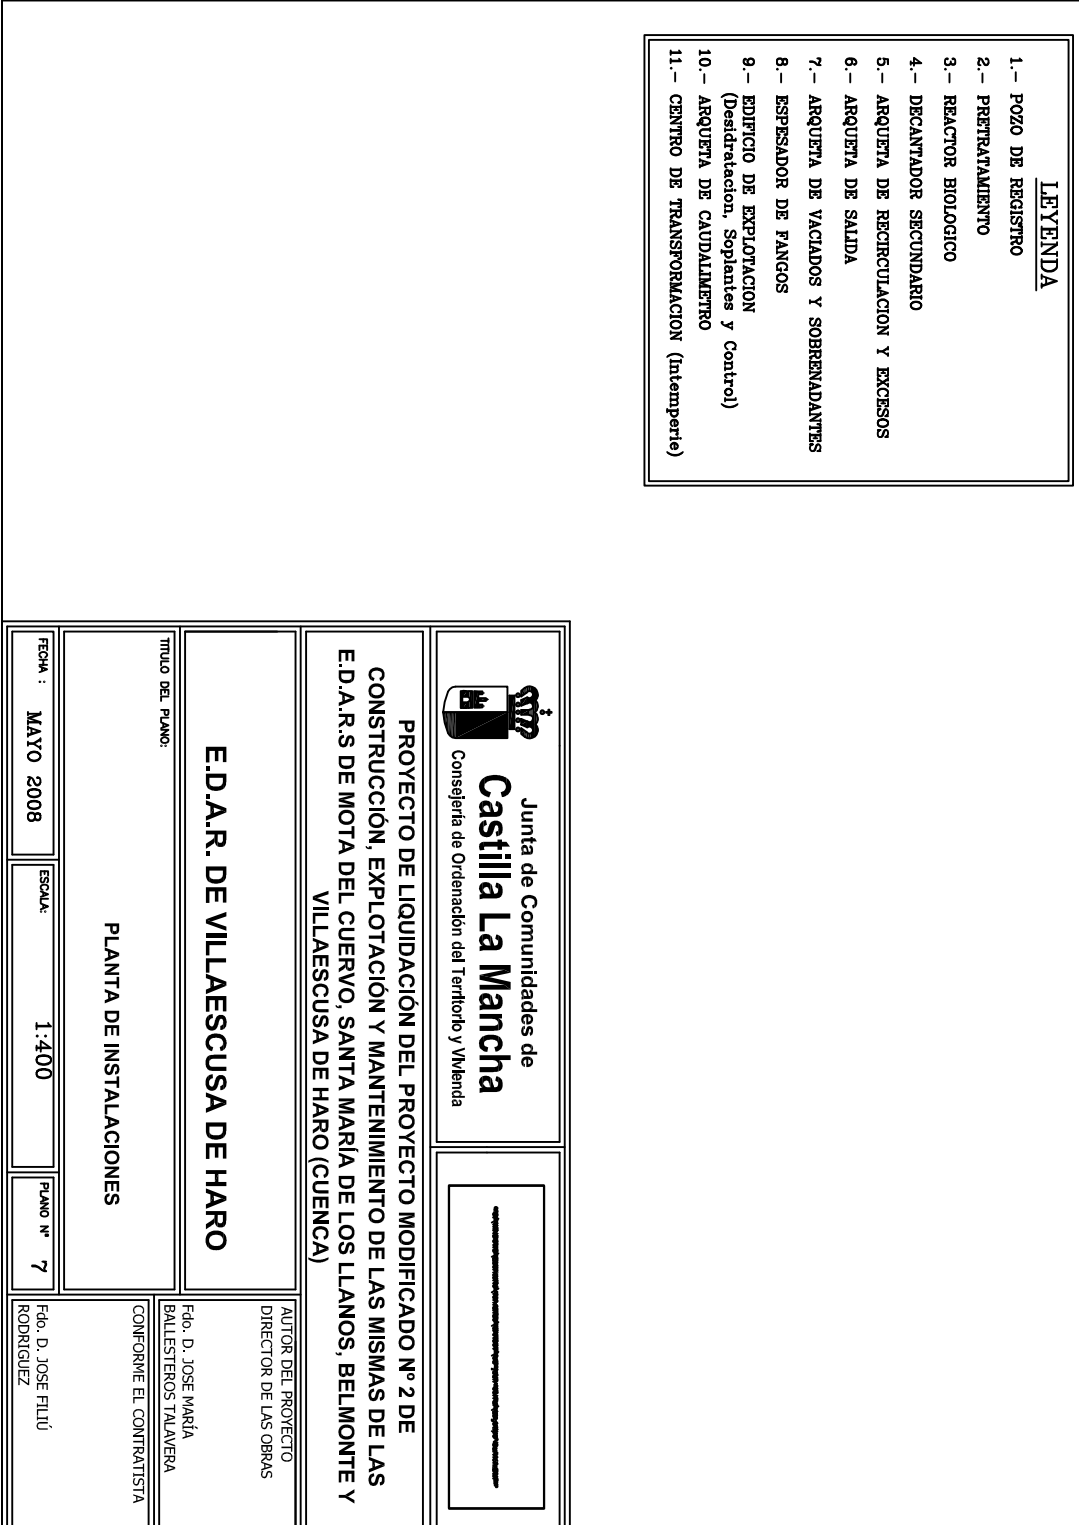 LEYENDA
1.- POZO DE REGISTRO
2.- PRETRATAMIENTO
3.- REACTOR BIOLOGICO
4.- DECANTADOR SECUNDARIO
5.- ARQUETA DE RECIRCULACION Y EXCESOS
6.- ARQUETA DE SALIDA
7.- ARQUETA DE VACIADOS Y SOBRENADANTES
8.- ESPESADOR DE FANGOS
9.- EDIFICIO DE EXPLOTACION
(Desidratacion, Soplantes y Control)
10.- ARQUETA DE CAUDALIMETRO
11.- CENTRO DE TRANSFORMACION (Intemperie)
Junta de Comunidades de
Castilla La Mancha
Consejería de Ordenación del Territorio y Vivienda
PROYECTO DE LIQUIDACIÓN DEL PROYECTO MODIFICADO Nº 2 DE
CONSTRUCCIÓN, EXPLOTACIÓN Y MANTENIMIENTO DE LAS MISMAS DE LAS
E.D.A.R.S DE MOTA DEL CUERVO, SANTA MARÍA DE LOS LLANOS, BELMONTE Y
VILLAESCUSA DE HARO (CUENCA)
E.D.A.R. DE VILLAESCUSA DE HARO
AUTOR DEL PROYECTO
DIRECTOR DE LAS OBRAS
Fdo. D. JOSE MARÍA
BALLESTEROS TALAVERA
TITULO DEL PLANO:
PLANTA DE INSTALACIONES
CONFORME EL CONTRATISTA
Fdo. D. JOSE FILIÚ
RODRIGUEZ
FECHA : MAYO 2008
ESCALA: 1:400
PLANO Nº 7